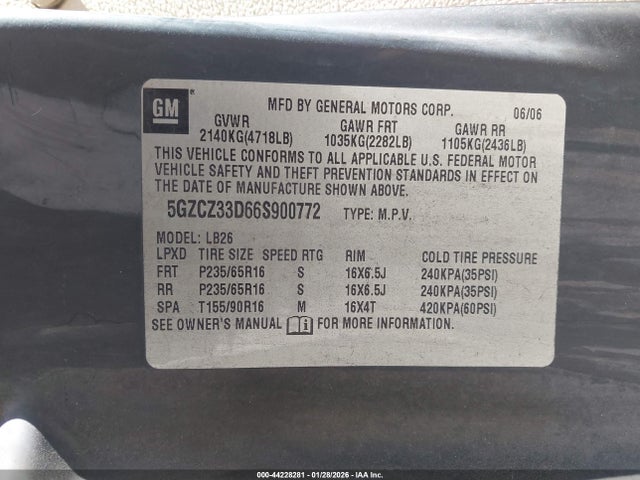 GM
MFD BY GENERAL MOTORS CORP. 06/06
GVWR GAWR FRT GAWR RR
2140KG(4718LB) 1035KG(2282LB) 1105KG(2436LB)
THIS VEHICLE CONFORMS TO ALL APPLICABLE U.S. FEDERAL MOTOR
VEHICLE SAFETY AND THEFT PREVENTION STANDARDS IN EFFECT ON
THE DATE OF MANUFACTURE SHOWN ABOVE.
5GZCZ33D66S900772 TYPE: M.P.V.
MODEL: LB26
LPXD TIRE SIZE SPEED RTG RIM COLD TIRE PRESSURE
FRT P235/65R16 S 16X6.5J 240KPA(35PSI)
RR P235/65R16 S 16X6.5J 240KPA(35PSI)
SPA T155/90R16 M 16X4T 420KPA(60PSI)
SEE OWNER'S MANUAL FOR MORE INFORMATION.
000-44228281 - 01/28/2026 - IAA Inc.